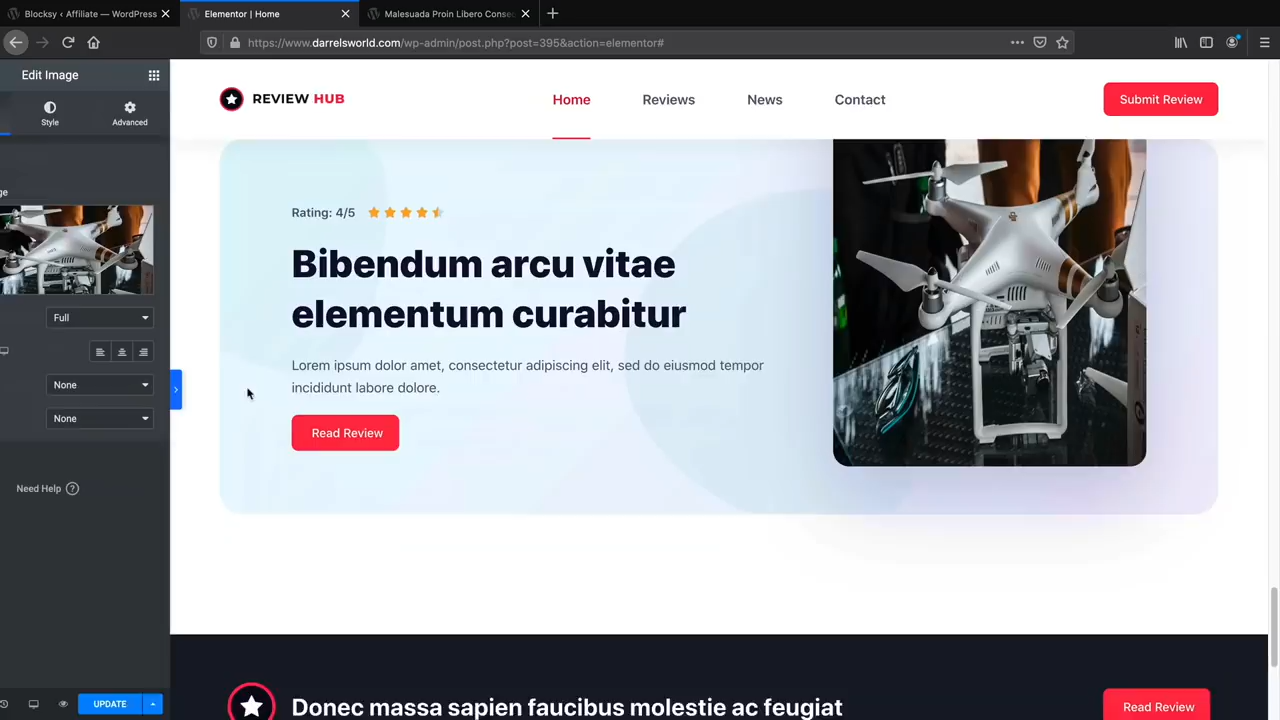 Blocksy ‹ Affiliate — WordPress
Elementor | Home
Malesuada Proin Libero Consec
https://www.darrelsworld.com/wp-admin/post.php?post=395&action=elementor#
Edit Image
Style
Advanced
ge
Full
None
None
Need Help
UPDATE
REVIEW HUB
Home
Reviews
News
Contact
Submit Review
Rating: 4/5
Bibendum arcu vitae
elementum curabitur
Lorem ipsum dolor amet, consectetur adipiscing elit, sed do eiusmod tempor
incididunt labore dolore.
Read Review
Donec massa sapien faucibus molestie ac feugiat
Read Review